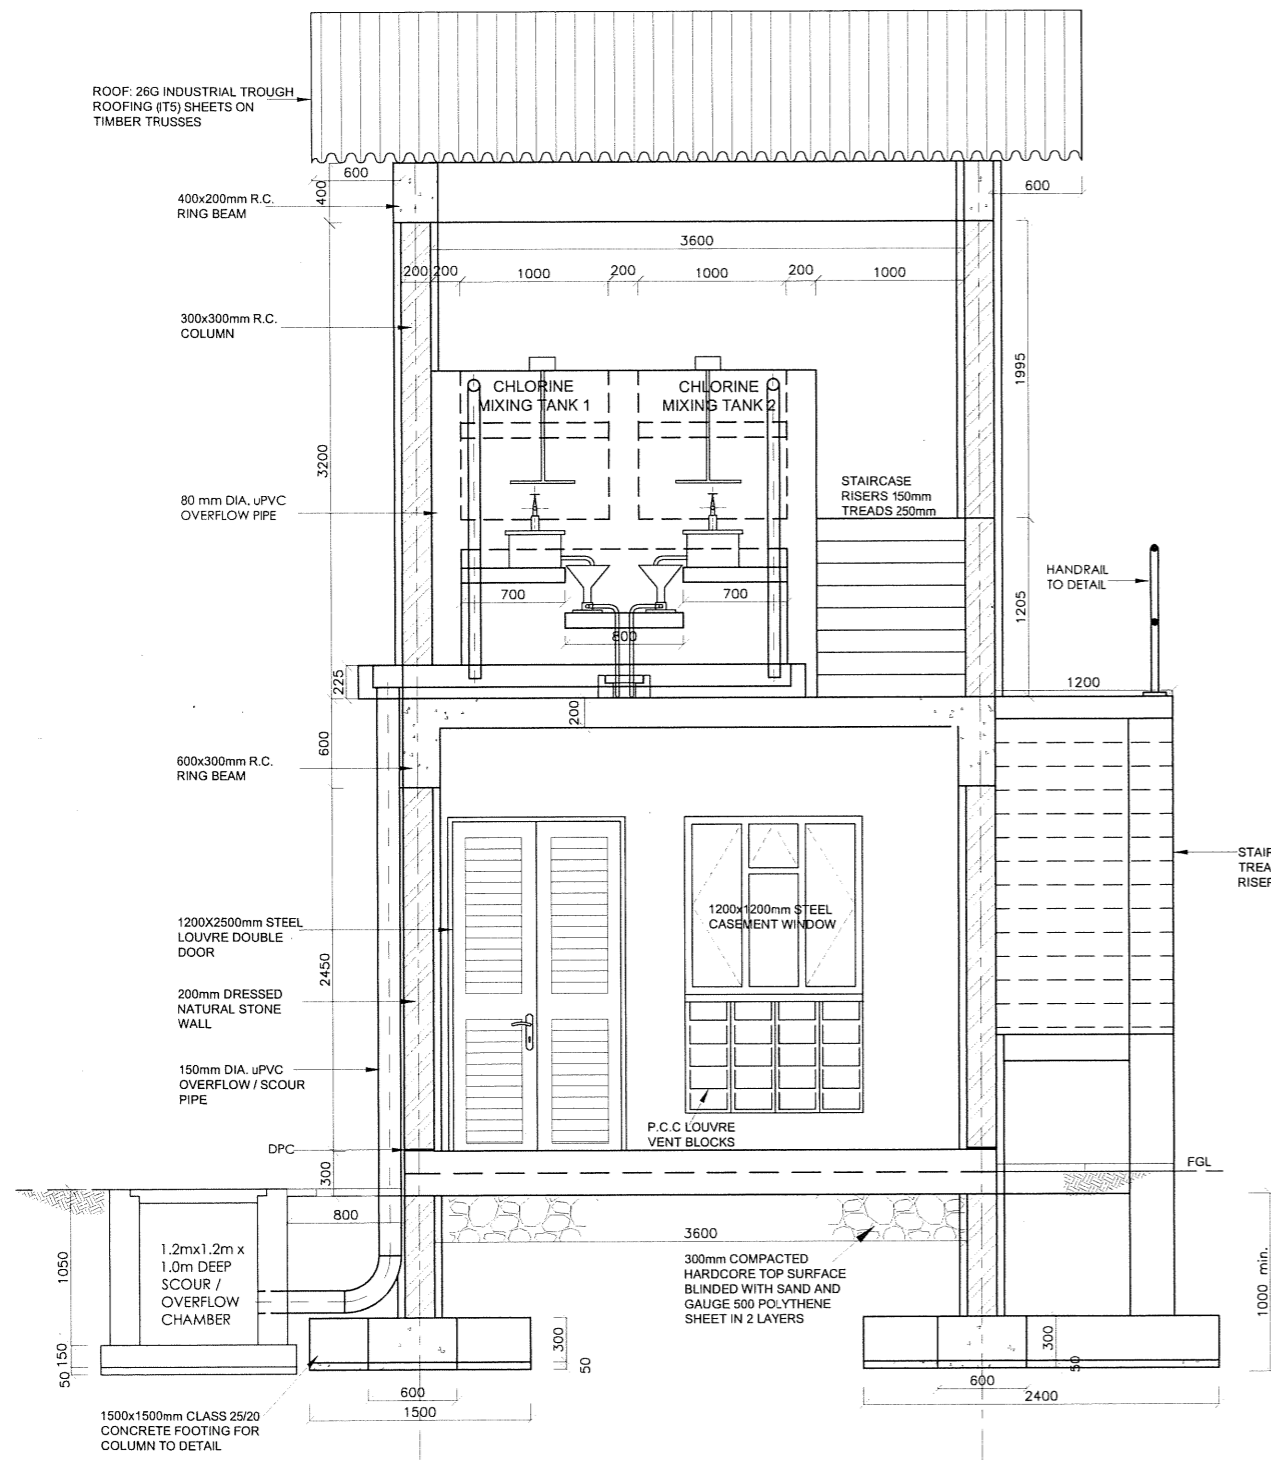 ROOF: 26G INDUSTRIAL TROUGH
ROOFING (IT5) SHEETS ON
TIMBER TRUSSES
600
400
600
400x200mm R.C.
RING BEAM
3600
200
200
1000
200
1000
200
1000
300x300mm R.C.
COLUMN
1995
CHLORINE
MIXING TANK 1
CHLORINE
MIXING TANK 2
3200
STAIRCASE
RISERS 150mm
TREADS 250mm
80 mm DIA. uPVC
OVERFLOW PIPE
HANDRAIL
TO DETAIL
700
700
1205
800
225
1200
200
600
600x300mm R.C.
RING BEAM
STAIR
TREA
RISER
1200X2500mm STEEL
LOUVRE DOUBLE
DOOR
1200x1200mm STEEL
CASEMENT WINDOW
2450
200mm DRESSED
NATURAL STONE
WALL
150mm DIA. uPVC
OVERFLOW / SCOUR
PIPE
P.C.C LOUVRE
VENT BLOCKS
DPC
FGL
300
800
3600
1050
1.2mx1.2m x
1.0m DEEP
SCOUR /
OVERFLOW
CHAMBER
300mm COMPACTED
HARDCORE TOP SURFACE
BLINDED WITH SAND AND
GAUGE 500 POLYTHENE
SHEET IN 2 LAYERS
1000 min.
300
300
150
50
50
50
600
1500
600
2400
1500x1500mm CLASS 25/20
CONCRETE FOOTING FOR
COLUMN TO DETAIL